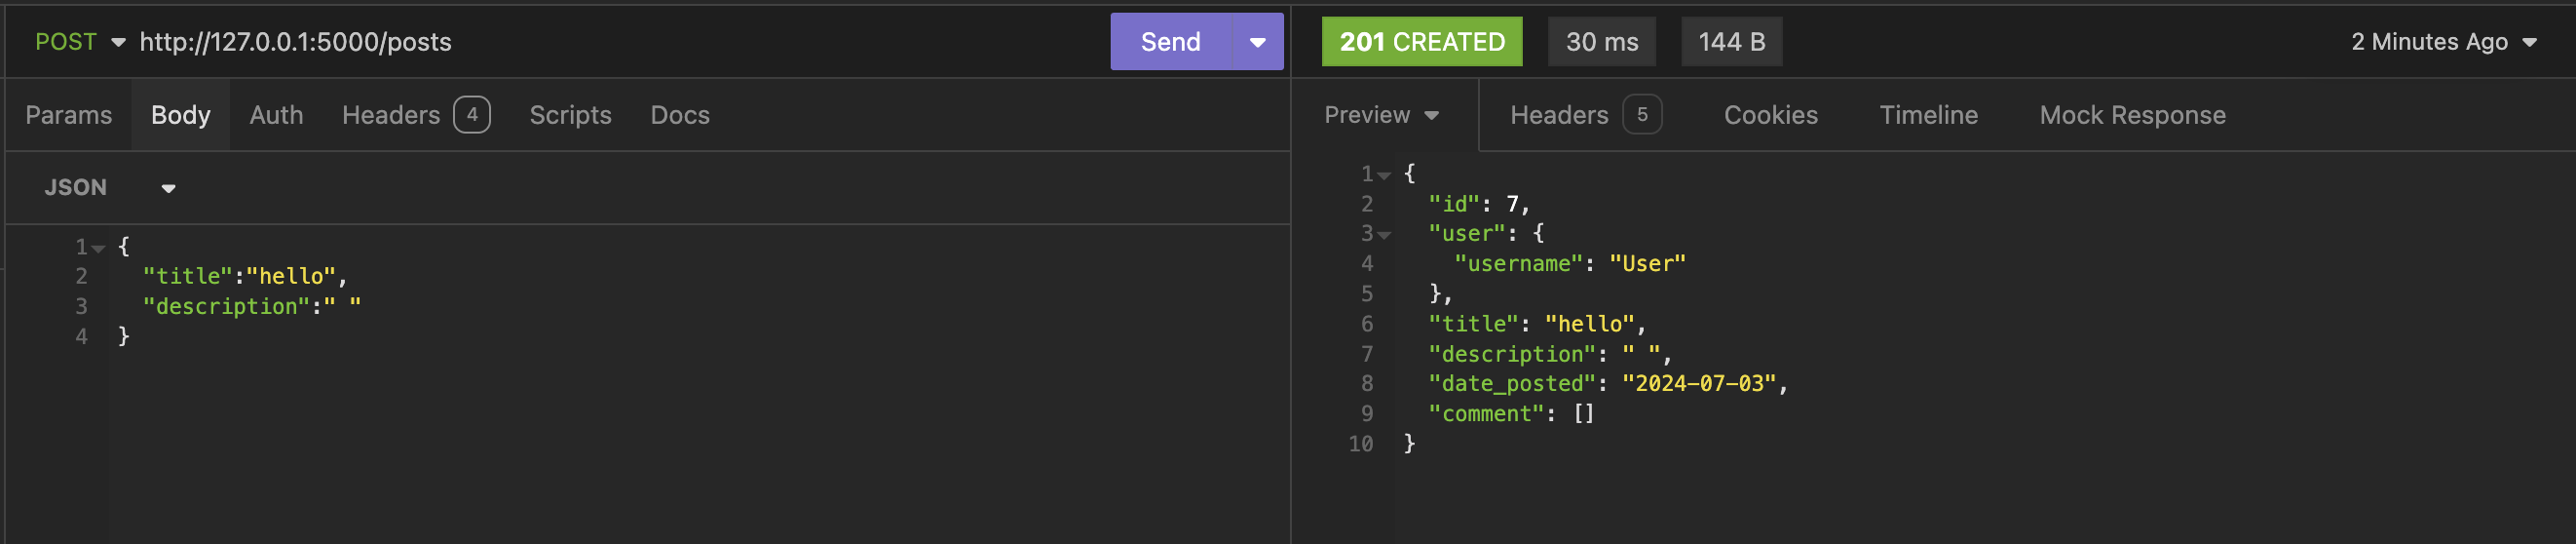 POST http://127.0.0.1:5000/posts Send
201 CREATED 30 ms 144 B 2 Minutes Ago
Params Body Auth Headers 4 Scripts Docs
Preview Headers 5 Cookies Timeline Mock Response
JSON
1 {
2 "title":"hello",
3 "description":" "
4 }
1 {
2 "id": 7,
3 "user": {
4 "username": "User"
5 },
6 "title": "hello",
7 "description": " ",
8 "date_posted": "2024-07-03",
9 "comment": []
10 }